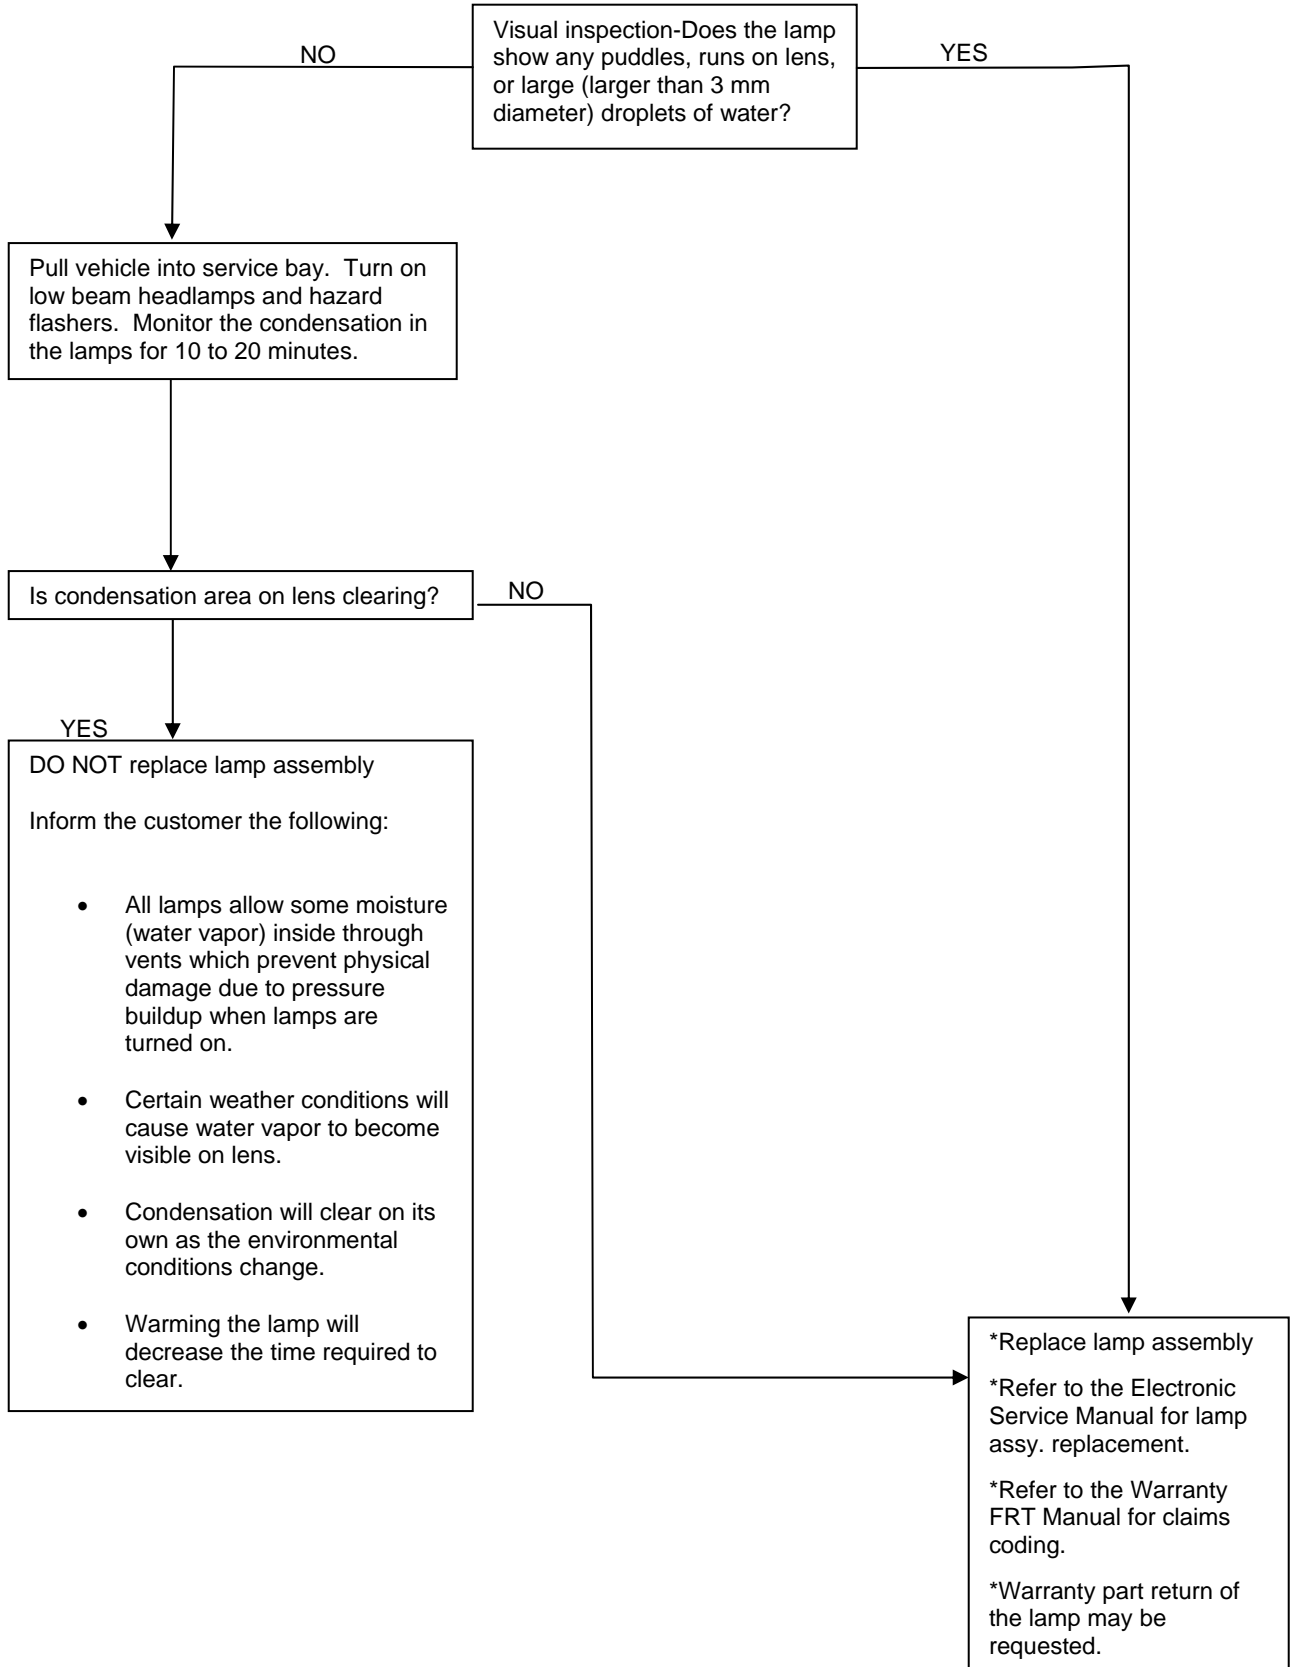 Visual inspection-Does the lamp
show any puddles, runs on lens,
or large (larger than 3 mm
diameter) droplets of water?
NO
YES
Pull vehicle into service bay.  Turn on
low beam headlamps and hazard
flashers.  Monitor the condensation in
the lamps for 10 to 20 minutes.
Is condensation area on lens clearing?
NO
YES
DO NOT replace lamp assembly
Inform the customer the following:
• All lamps allow some moisture
(water vapor) inside through
vents which prevent physical
damage due to pressure
buildup when lamps are
turned on.
• Certain weather conditions will
cause water vapor to become
visible on lens.
• Condensation will clear on its
own as the environmental
conditions change.
• Warming the lamp will
decrease the time required to
clear.
*Replace lamp assembly
*Refer to the Electronic
Service Manual for lamp
assy. replacement.
*Refer to the Warranty
FRT Manual for claims
coding.
*Warranty part return of
the lamp may be
requested.